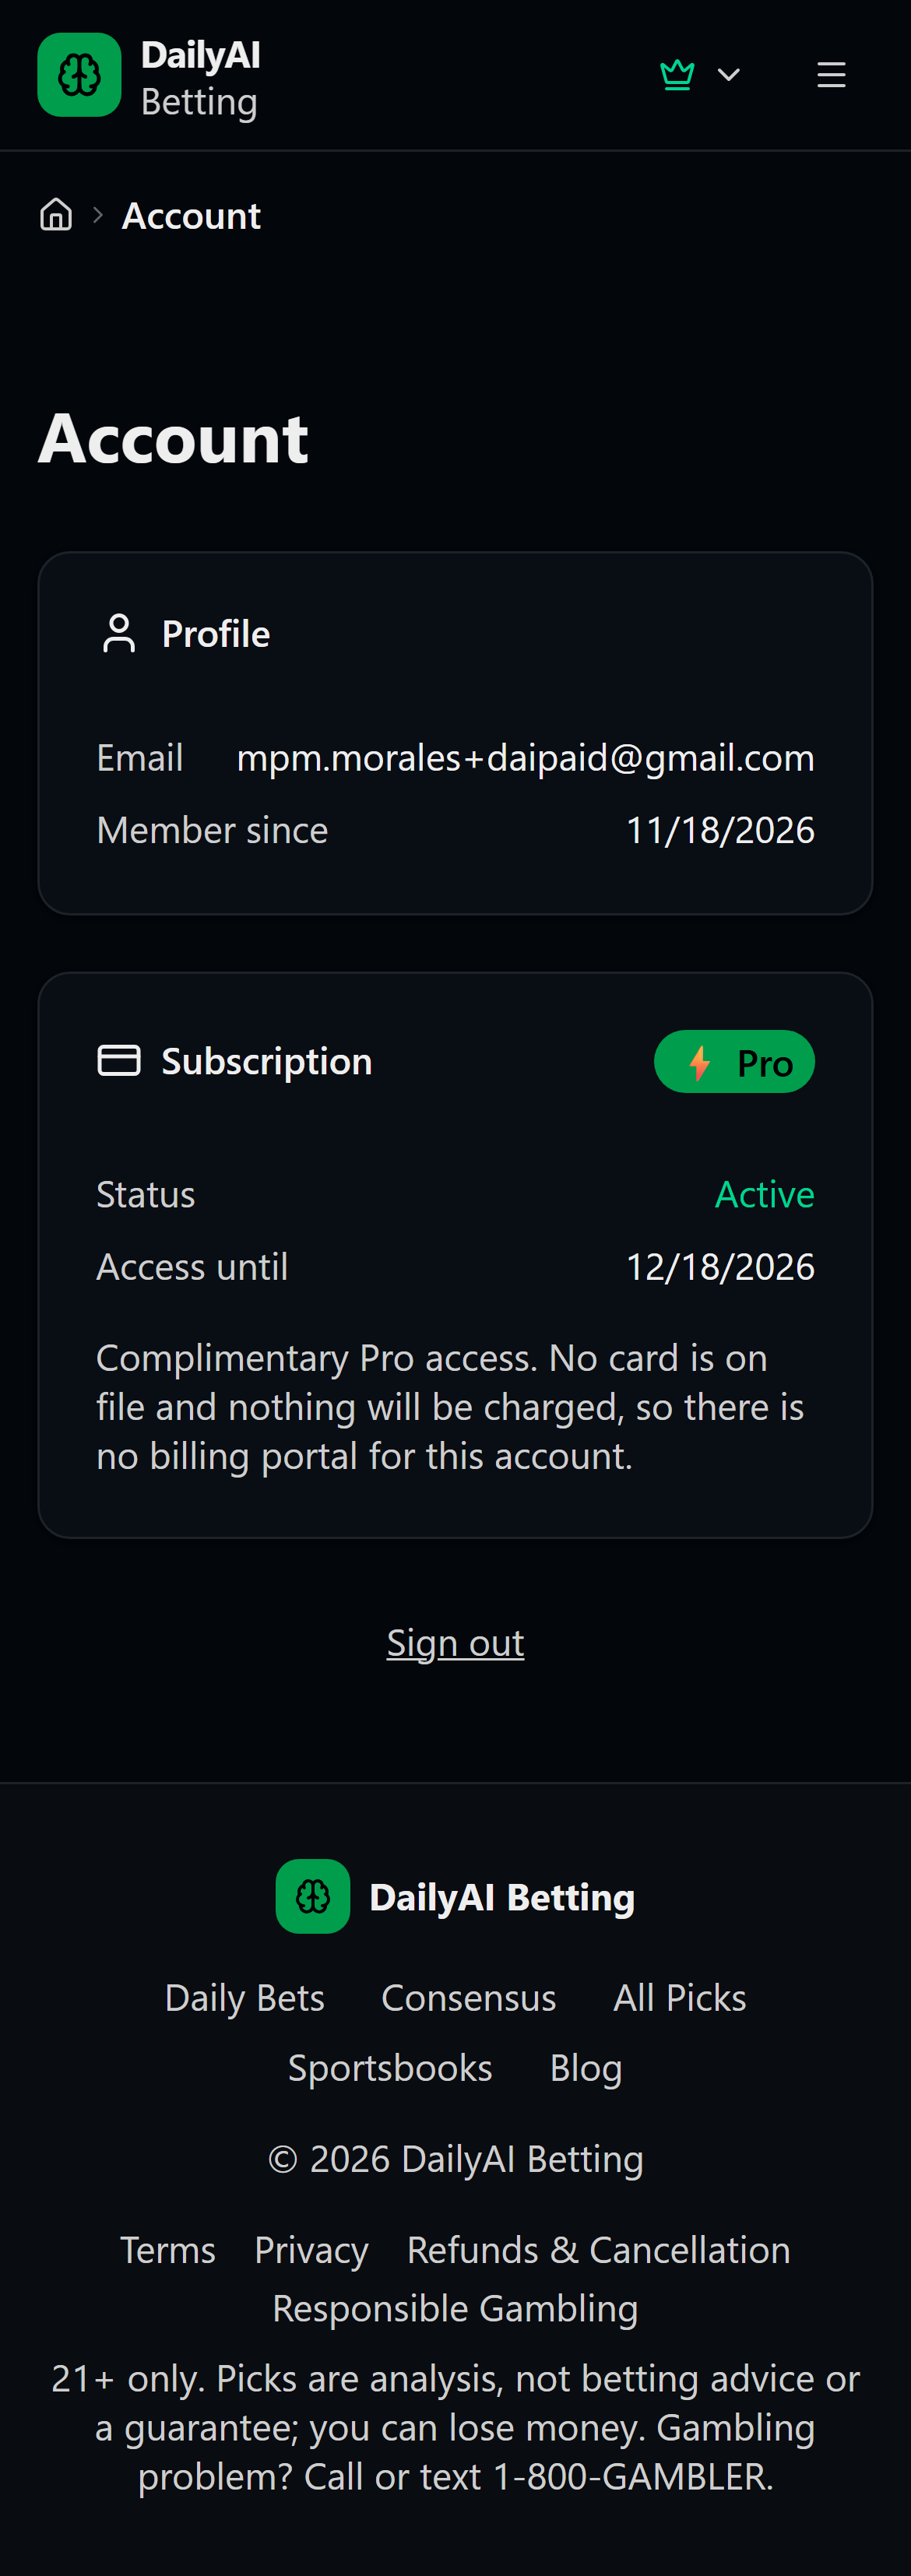 DailyAI
Betting
Account
Account
Profile
Email mpm.morales+daipaid@gmail.com
Member since 11/18/2026
Subscription Pro
Status Active
Access until 12/18/2026
Complimentary Pro access. No card is on
file and nothing will be charged, so there is
no billing portal for this account.
Sign out
DailyAI Betting
Daily Bets Consensus All Picks
Sportsbooks Blog
© 2026 DailyAI Betting
Terms Privacy Refunds & Cancellation
Responsible Gambling
21+ only. Picks are analysis, not betting advice or
a guarantee; you can lose money. Gambling
problem? Call or text 1-800-GAMBLER.